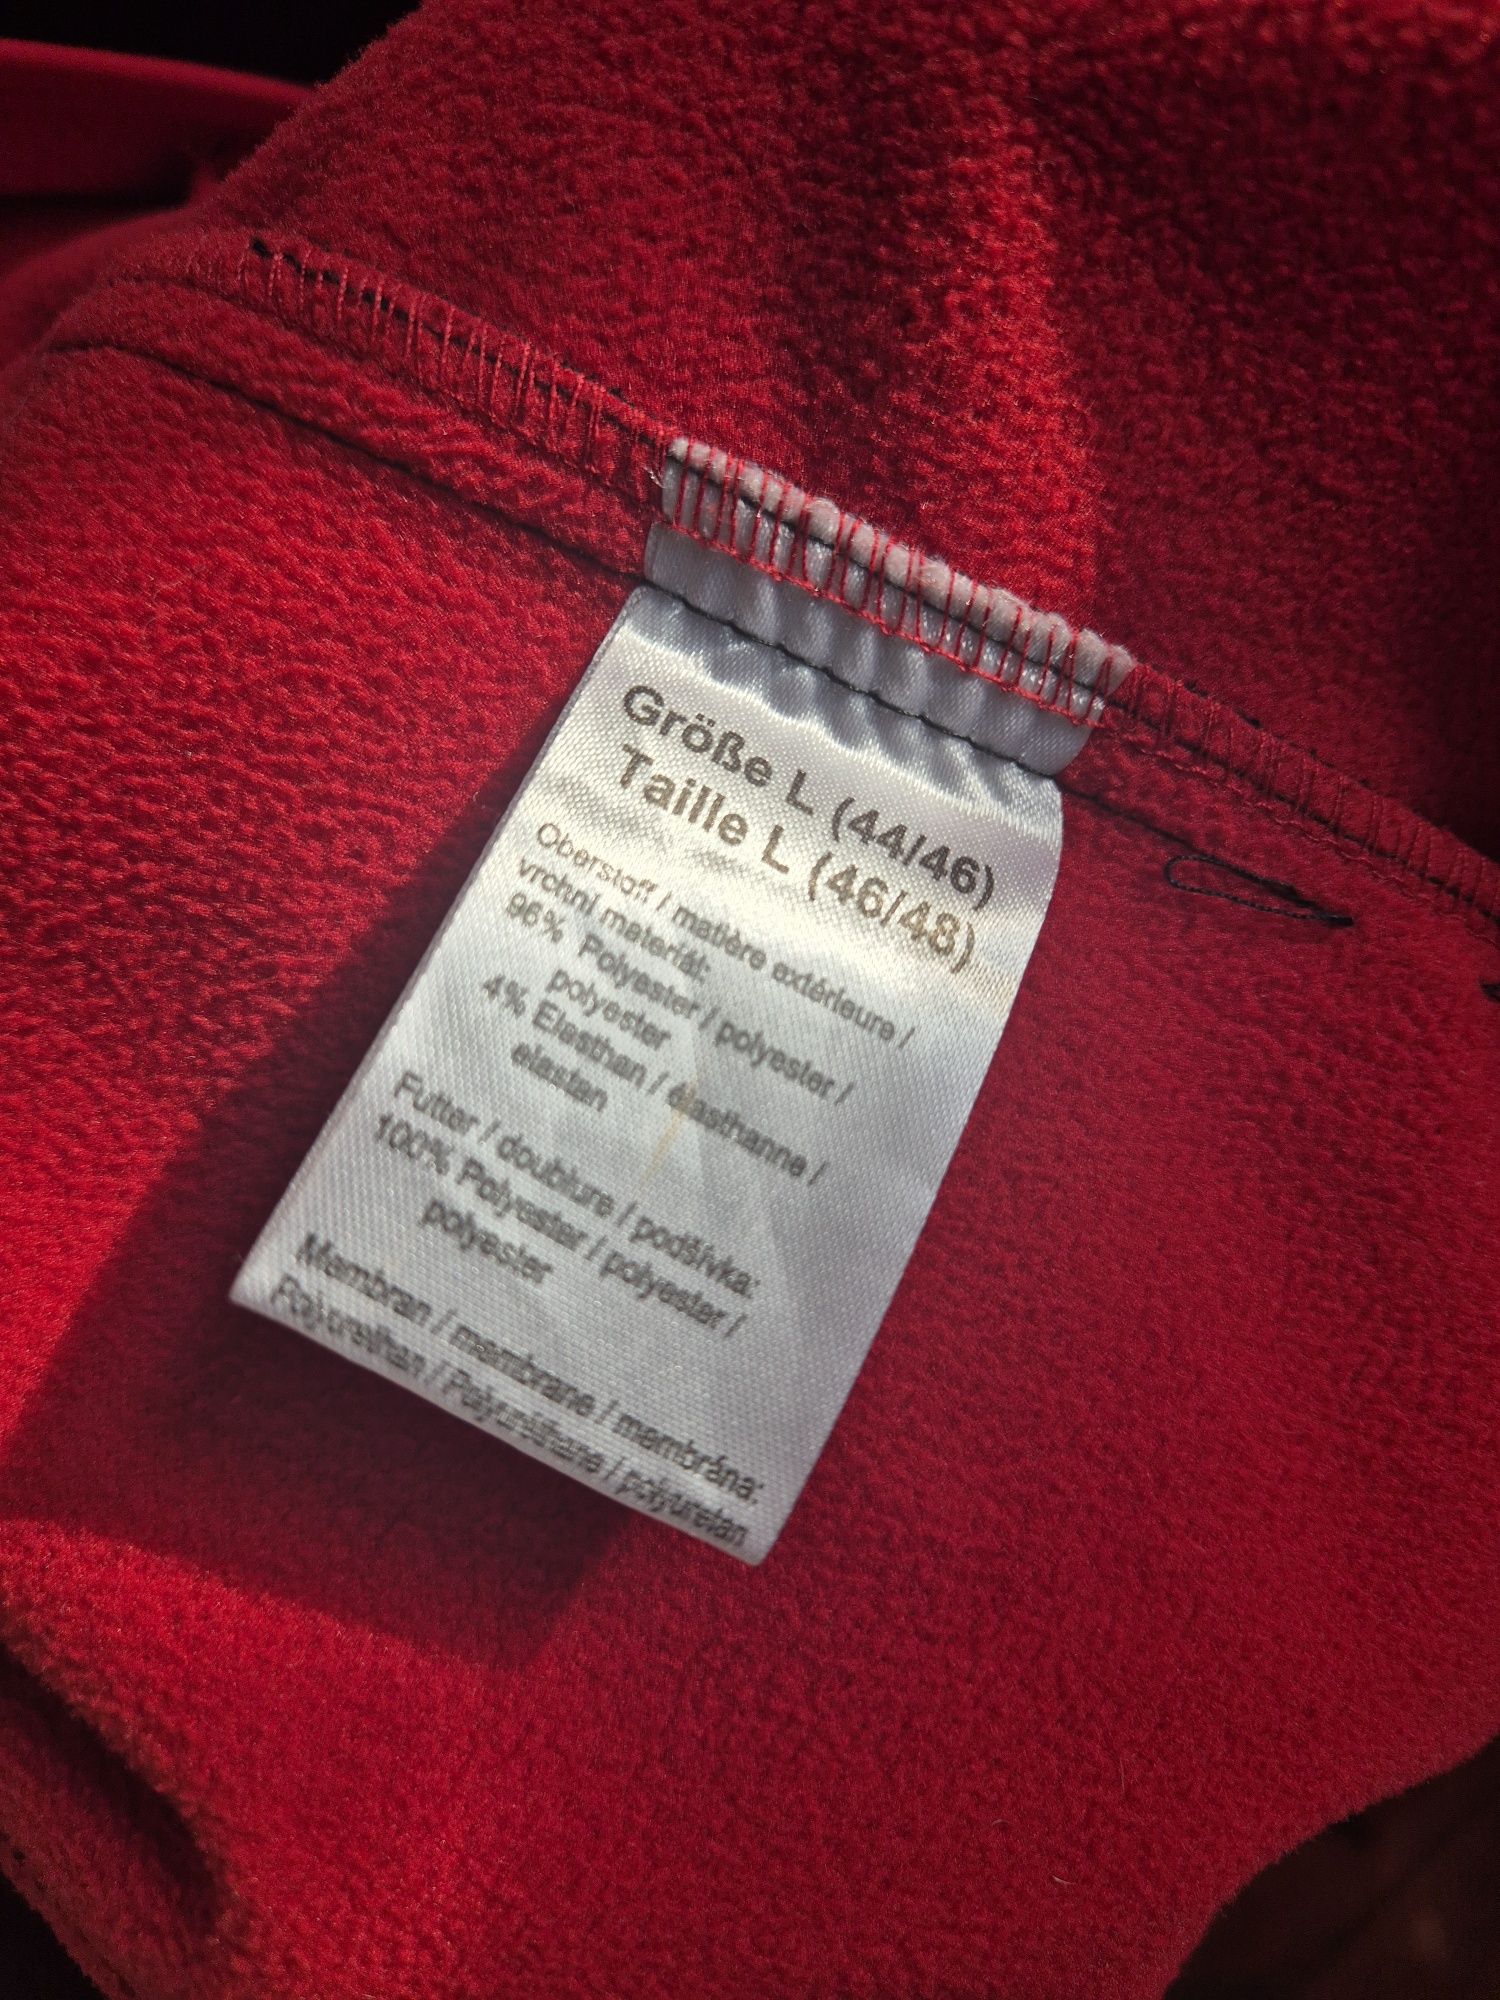 Größe L (44/46)
Taille L (46/48)
Oberstoff / matière extérieure /
vrchní materiál:
96% Polyester / polyester /
polyester
4% Elasthan / élasthanne /
elastan
Futter / doublure / podšívka:
100% Polyester / polyester /
polyester
Membran / membrane / membrána:
Polyurethan / Polyuréthane / polyuretan